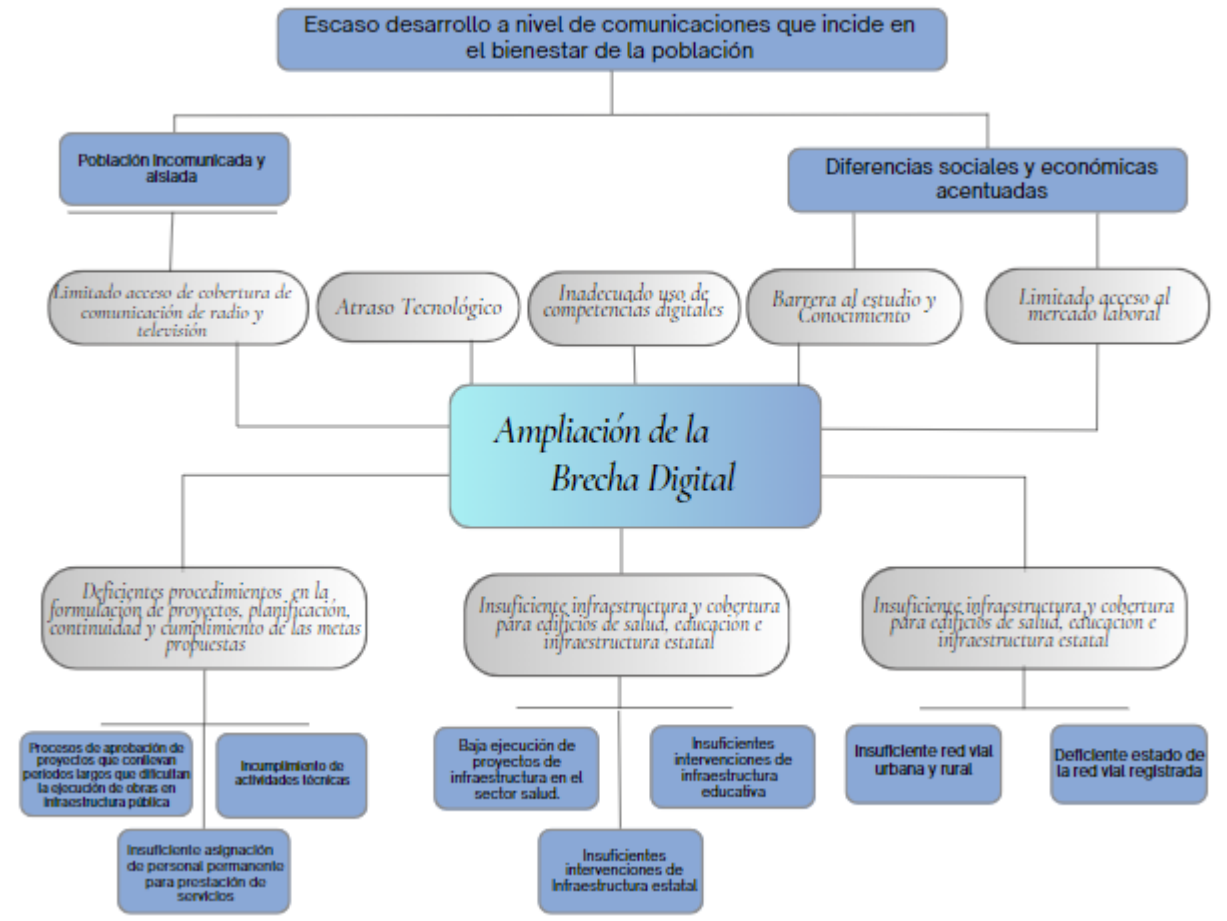 Escaso desarrollo a nivel de comunicaciones que incide en
el bienestar de la población
Población incomunicada y
aislada
Diferencias sociales y económicas
acentuadas
Limitado acceso de cobertura de
comunicación de radio y
televisión
Atraso Tecnológico
Inadecuado uso de
competencias digitales
Barrera al estudio y
Conocimiento
Limitado acceso al
mercado laboral
Ampliación de la
Brecha Digital
Deficientes procedimientos en la
formulación de proyectos, planificación,
continuidad y cumplimiento de las metas
propuestas
Insuficiente infraestructura y cobertura
para edificios de salud, educación e
infraestructura estatal
Insuficiente infraestructura y cobertura
para edificios de salud, educación e
infraestructura estatal
Procesos de aprobación de
proyectos que conllevan
periodos largos que dificultan
la ejecución de obras en
infraestructura pública
Incumplimiento de
actividades técnicas
Insuficiente asignación
de personal permanente
para prestación de
servicios
Baja ejecución de
proyectos de
infraestructura en el
sector salud.
Insuficientes
intervenciones de
infraestructura
educativa
Insuficientes
intervenciones de
Infraestructura estatal
Insuficiente red vial
urbana y rural
Deficiente estado de
la red vial registrada